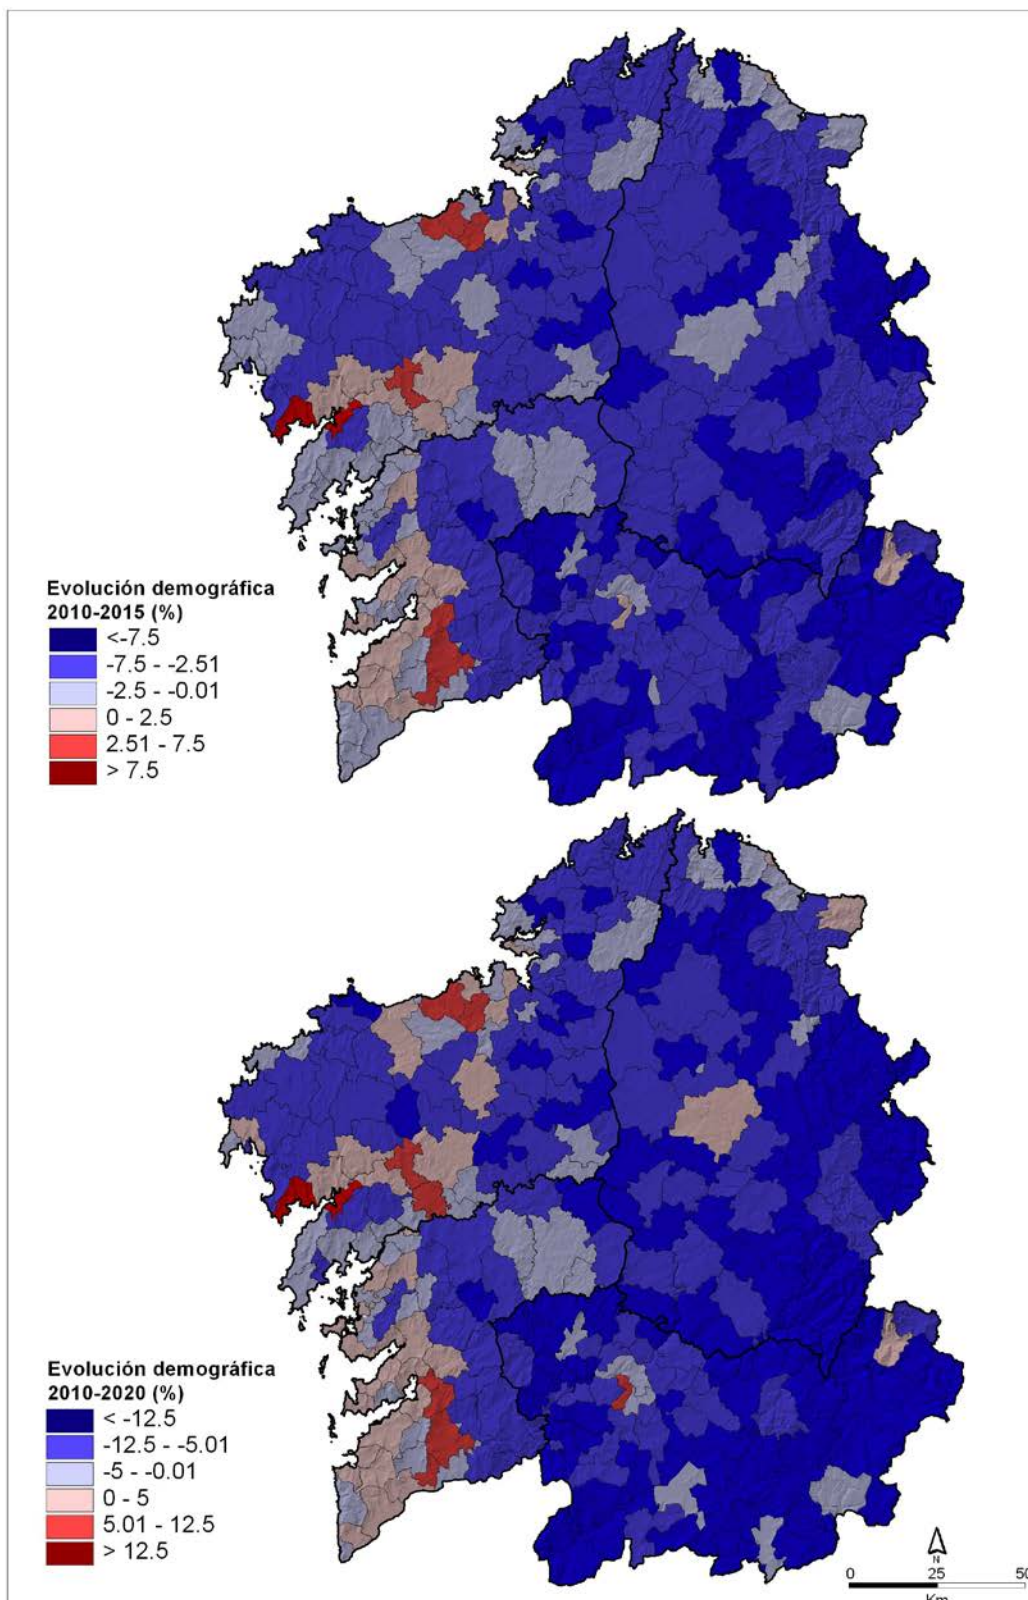 Evolución demográfica
2010-2015 (%)
<-7.5
-7.5 - -2.51
-2.5 - -0.01
0 - 2.5
2.51 - 7.5
> 7.5
Evolución demográfica
2010-2020 (%)
< -12.5
-12.5 - -5.01
-5 - -0.01
0 - 5
5.01 - 12.5
> 12.5
N
0 25 50
Km